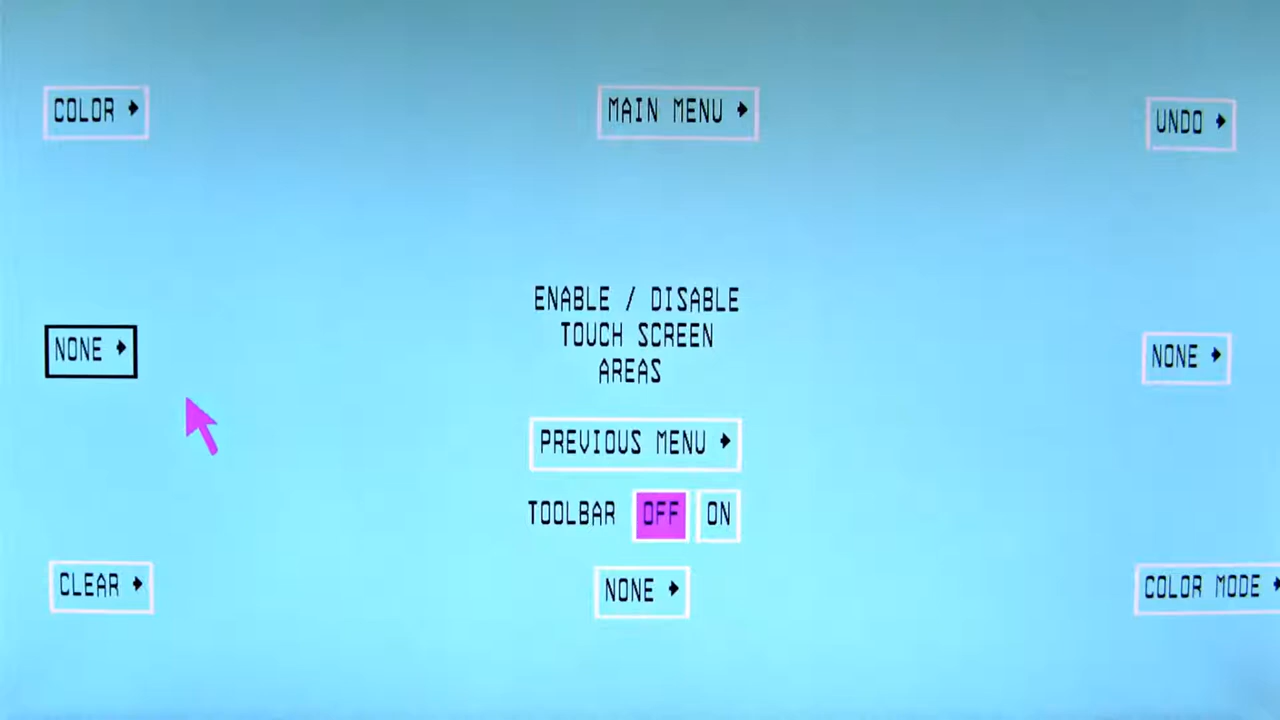 COLOR
MAIN MENU
UNDO
ENABLE / DISABLE
TOUCH SCREEN
AREAS
NONE
NONE
PREVIOUS MENU
TOOLBAR OFF ON
CLEAR
NONE
COLOR MODE